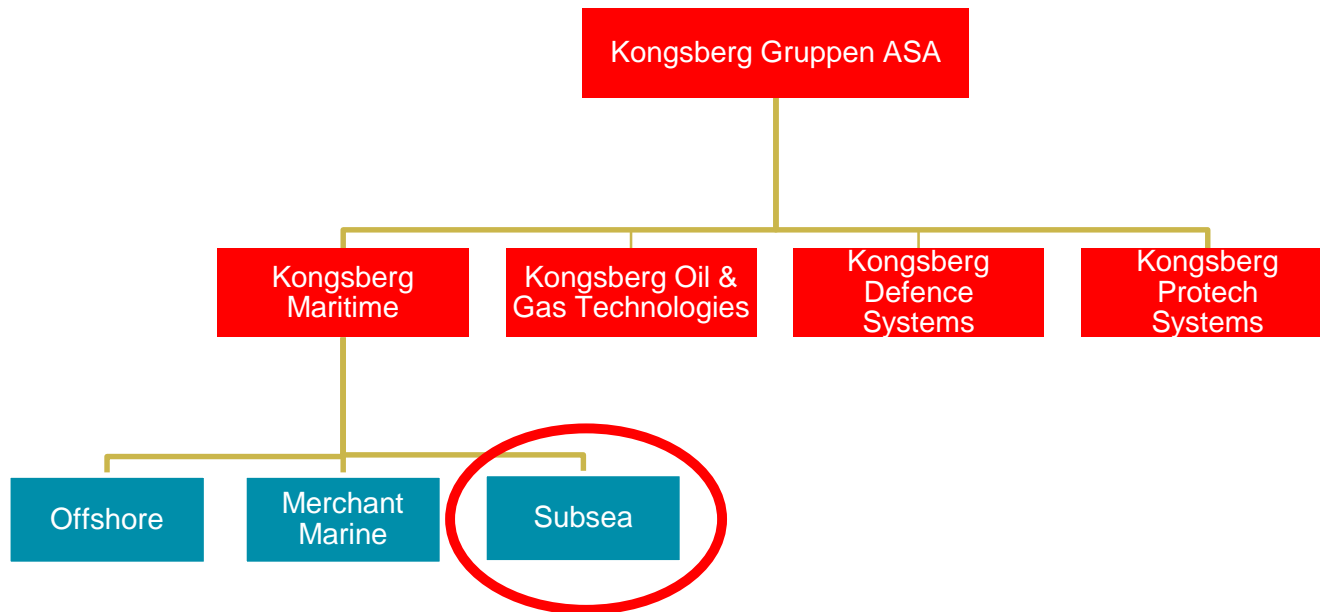 Kongsberg Gruppen ASA
Kongsberg
Maritime
Kongsberg Oil &
Gas Technologies
Kongsberg
Defence
Systems
Kongsberg
Protech
Systems
Offshore
Merchant
Marine
Subsea